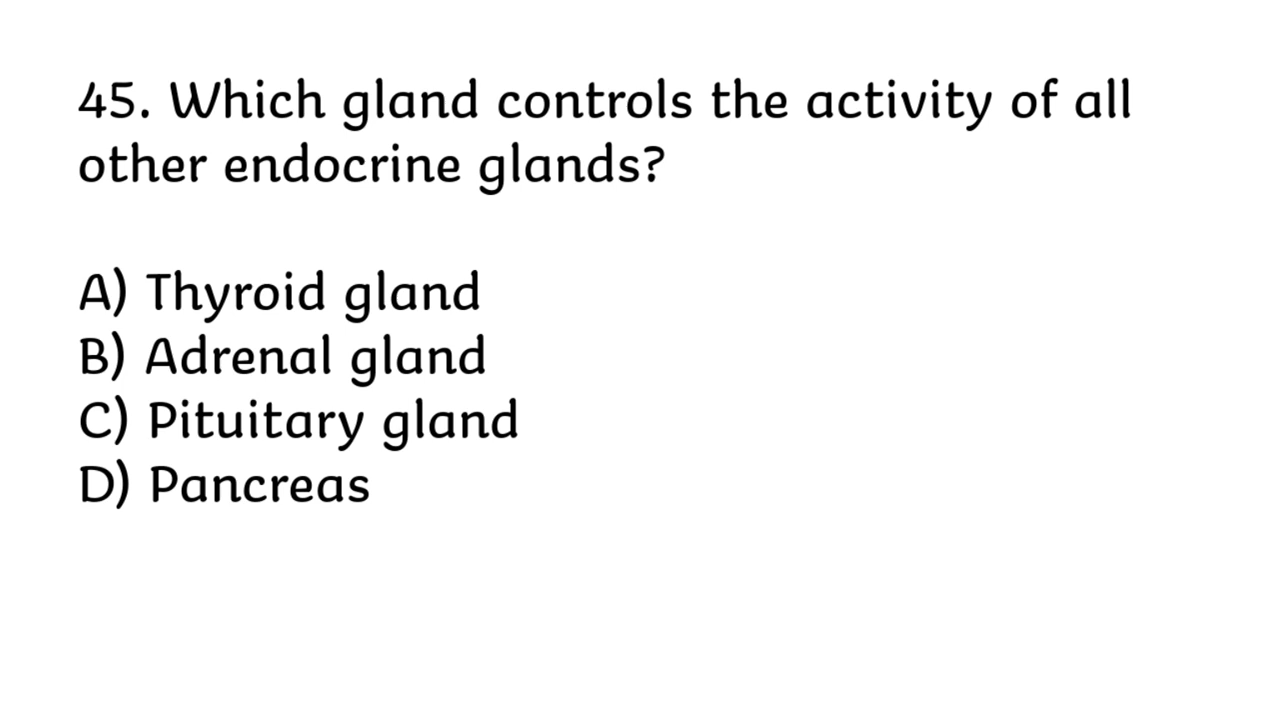 45. Which gland controls the activity of all
other endocrine glands?
A) Thyroid gland
B) Adrenal gland
C) Pituitary gland
D) Pancreas